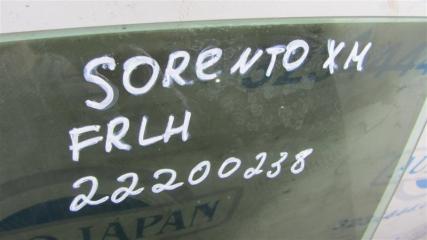 SORENTO XM
FRLH
22200238
JAPAN